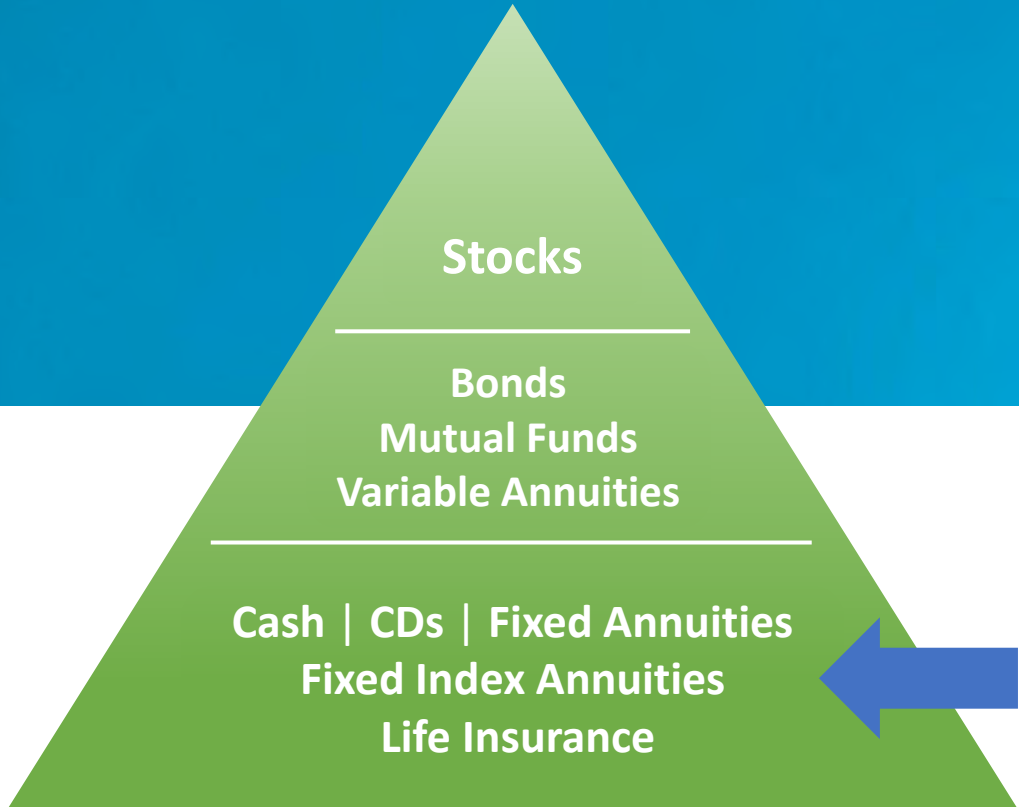 Stocks
Bonds
Mutual Funds
Variable Annuities
Cash | CDs | Fixed Annuities
Fixed Index Annuities
Life Insurance